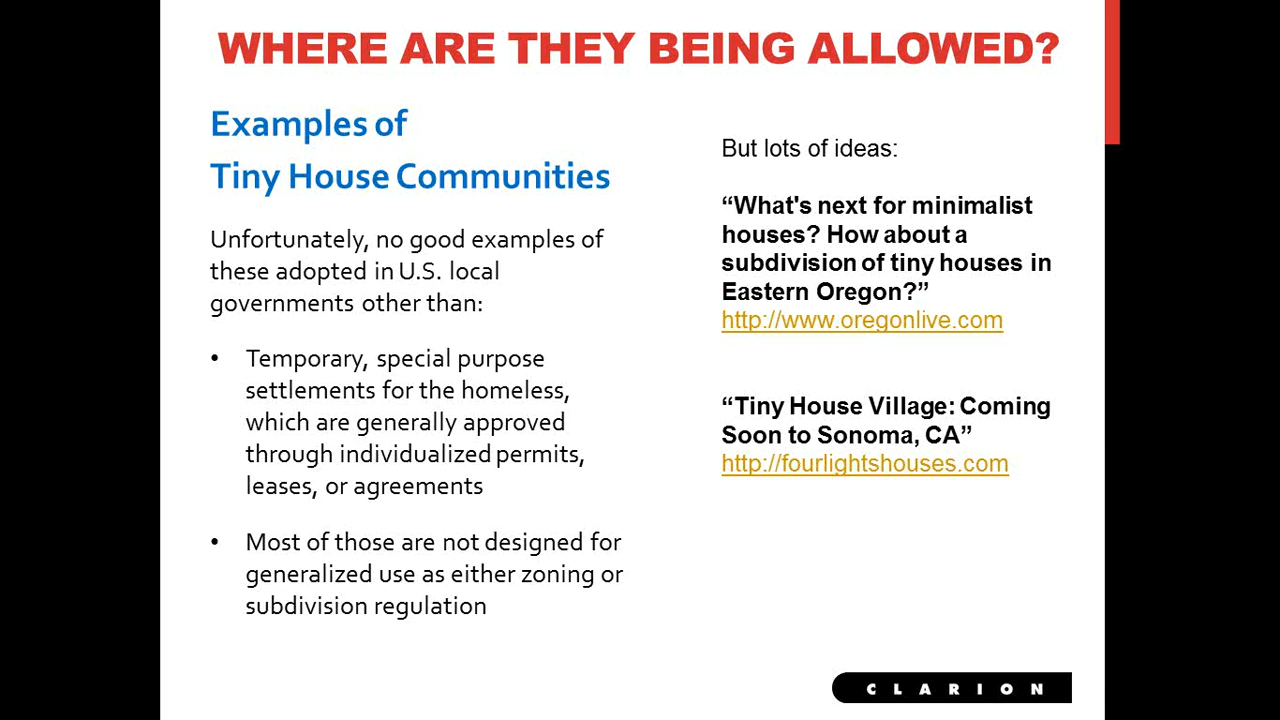 WHERE ARE THEY BEING ALLOWED?
Examples of
Tiny House Communities
Unfortunately, no good examples of
these adopted in U.S. local
governments other than:
• Temporary, special purpose
settlements for the homeless,
which are generally approved
through individualized permits,
leases, or agreements
• Most of those are not designed for
generalized use as either zoning or
subdivision regulation
But lots of ideas:
“What's next for minimalist
houses? How about a
subdivision of tiny houses in
Eastern Oregon?”
http://www.oregonlive.com
“Tiny House Village: Coming
Soon to Sonoma, CA”
http://fourlightshouses.com
CLARION